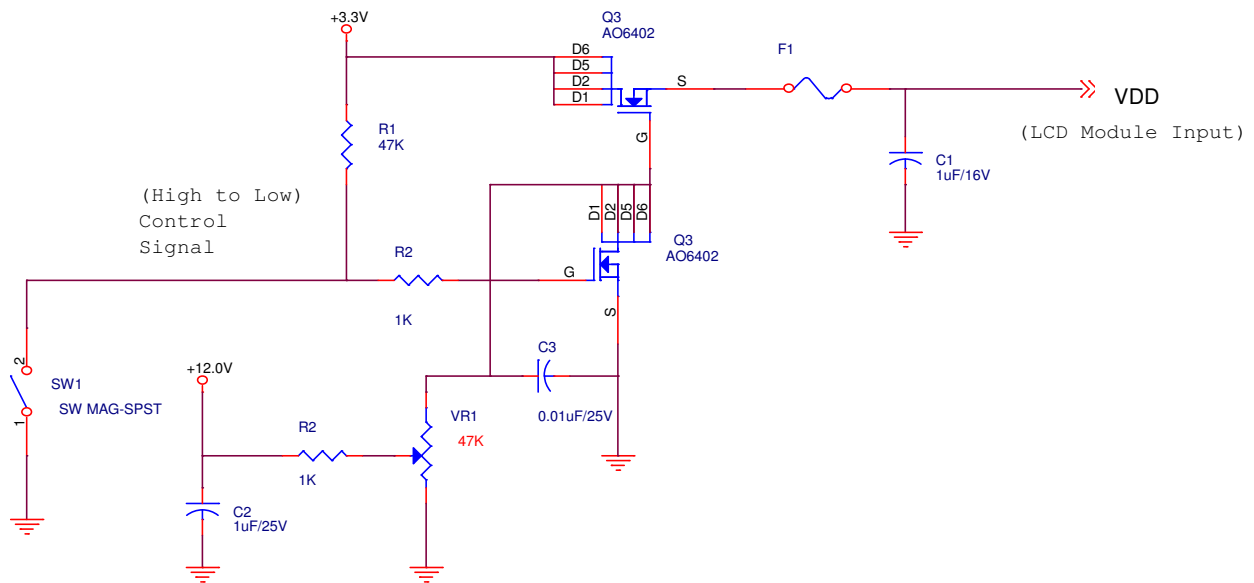 +3.3V
Q3
AO6402
D6
D5
D2
D1
S
G
F1
VDD
(LCD Module Input)
R1
47K
C1
1uF/16V
(High to Low)
Control
Signal
D1
D2
D5
D6
Q3
AO6402
R2
1K
G
S
2
SW1
SW MAG-SPST
1
+12.0V
C3
0.01uF/25V
VR1
47K
R2
1K
C2
1uF/25V